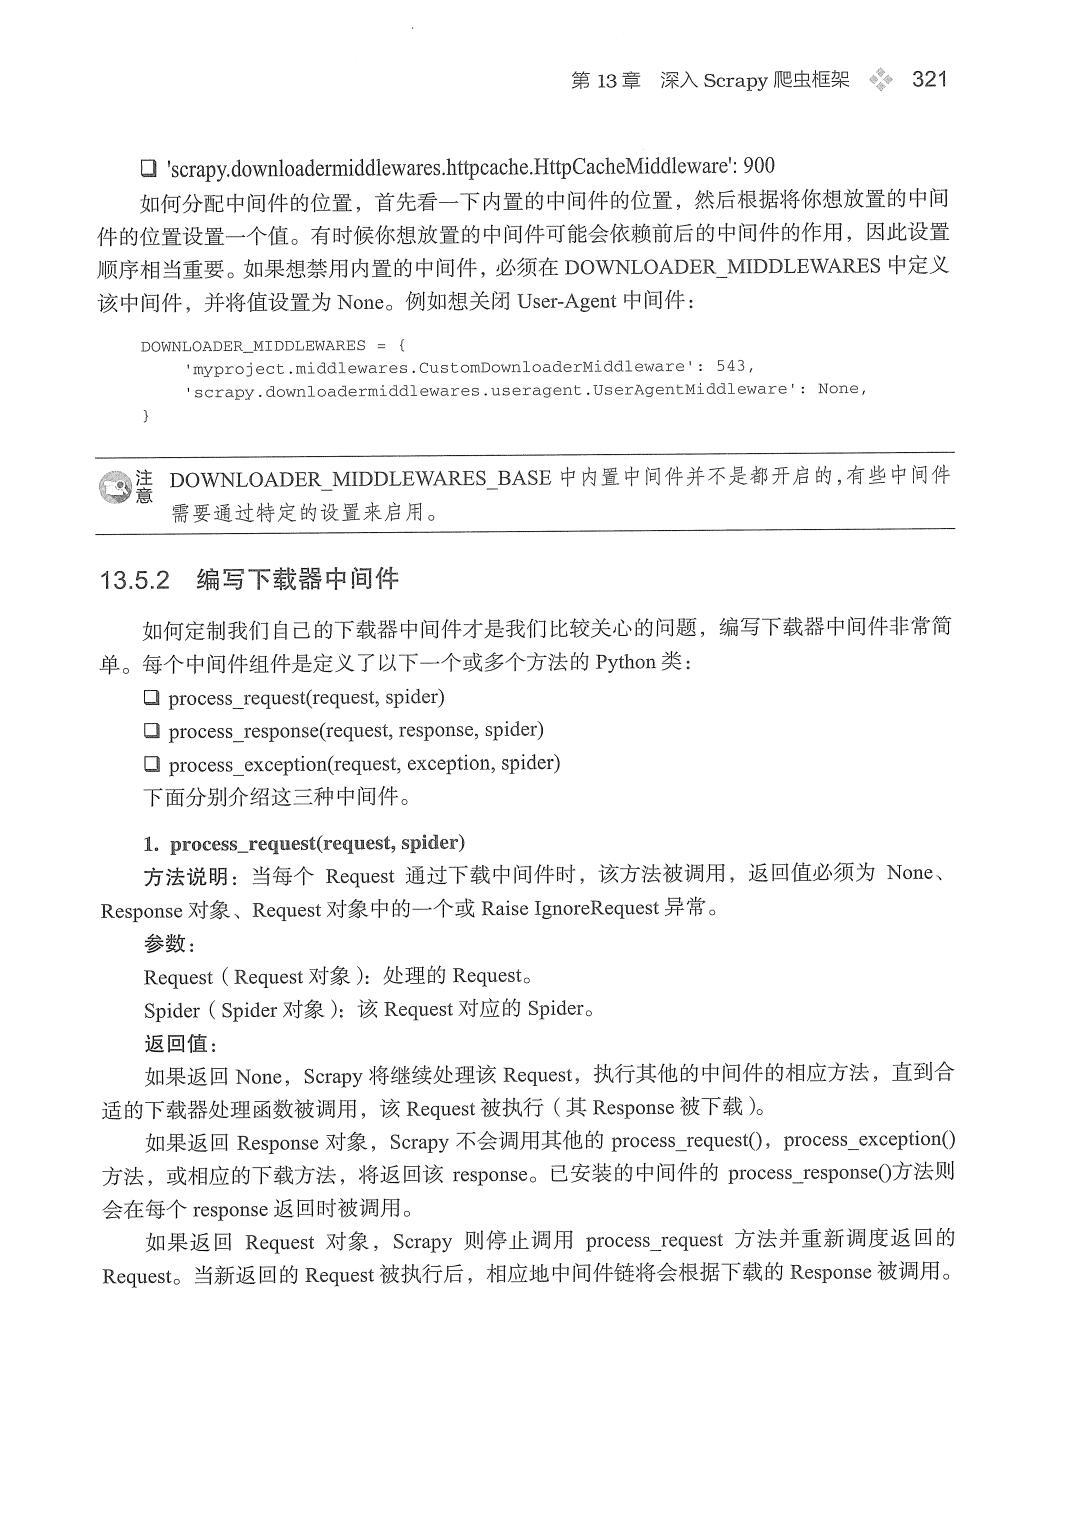 第 13 章 深入 Scrapy 爬虫框架 321
❏ 'scrapy.downloadermiddlewares.httpcache.HttpCacheMiddleware': 900
如何分配中间件的位置，首先看一下内置的中间件的位置，然后根据将你想放置的中间
件的位置设置一个值。有时候你想放置的中间件可能会依赖前后的中间件的作用，因此设置
顺序相当重要。如果想禁用内置的中间件，必须在 DOWNLOADER_MIDDLEWARES 中定义
该中间件，并将值设置为 None。例如想关闭 User-Agent 中间件：
DOWNLOADER_MIDDLEWARES = {
'myproject.middlewares.CustomDownloaderMiddleware': 543,
'scrapy.downloadermiddlewares.useragent.UserAgentMiddleware': None,
}
注意 DOWNLOADER_MIDDLEWARES_BASE 中内置中间件并不是都开启的，有些中间件
需要通过特定的设置来启用。
13.5.2 编写下载器中间件
如何定制我们自己的下载器中间件才是我们比较关心的问题，编写下载器中间件非常简
单。每个中间件组件是定义了以下一个或多个方法的 Python 类：
❏ process_request(request, spider)
❏ process_response(request, response, spider)
❏ process_exception(request, exception, spider)
下面分别介绍这三种中间件。
1. process_request(request, spider)
方法说明：当每个 Request 通过下载中间件时，该方法被调用，返回值必须为 None、
Response 对象、Request 对象中的一个或 Raise IgnoreRequest 异常。
参数：
Request（Request 对象）：处理的 Request。
Spider（Spider 对象）：该 Request 对应的 Spider。
返回值：
如果返回 None，Scrapy 将继续处理该 Request，执行其他的中间件的相应方法，直到合
适的下载器处理函数被调用，该 Request 被执行（其 Response 被下载）。
如果返回 Response 对象，Scrapy 不会调用其他的 process_request()，process_exception()
方法，或相应的下载方法，将返回该 response。已安装的中间件的 process_response()方法则
会在每个 response 返回时被调用。
如果返回 Request 对象，Scrapy 则停止调用 process_request 方法并重新调度返回的
Request。当新返回的 Request 被执行后，相应地中间件链将会根据下载的 Response 被调用。